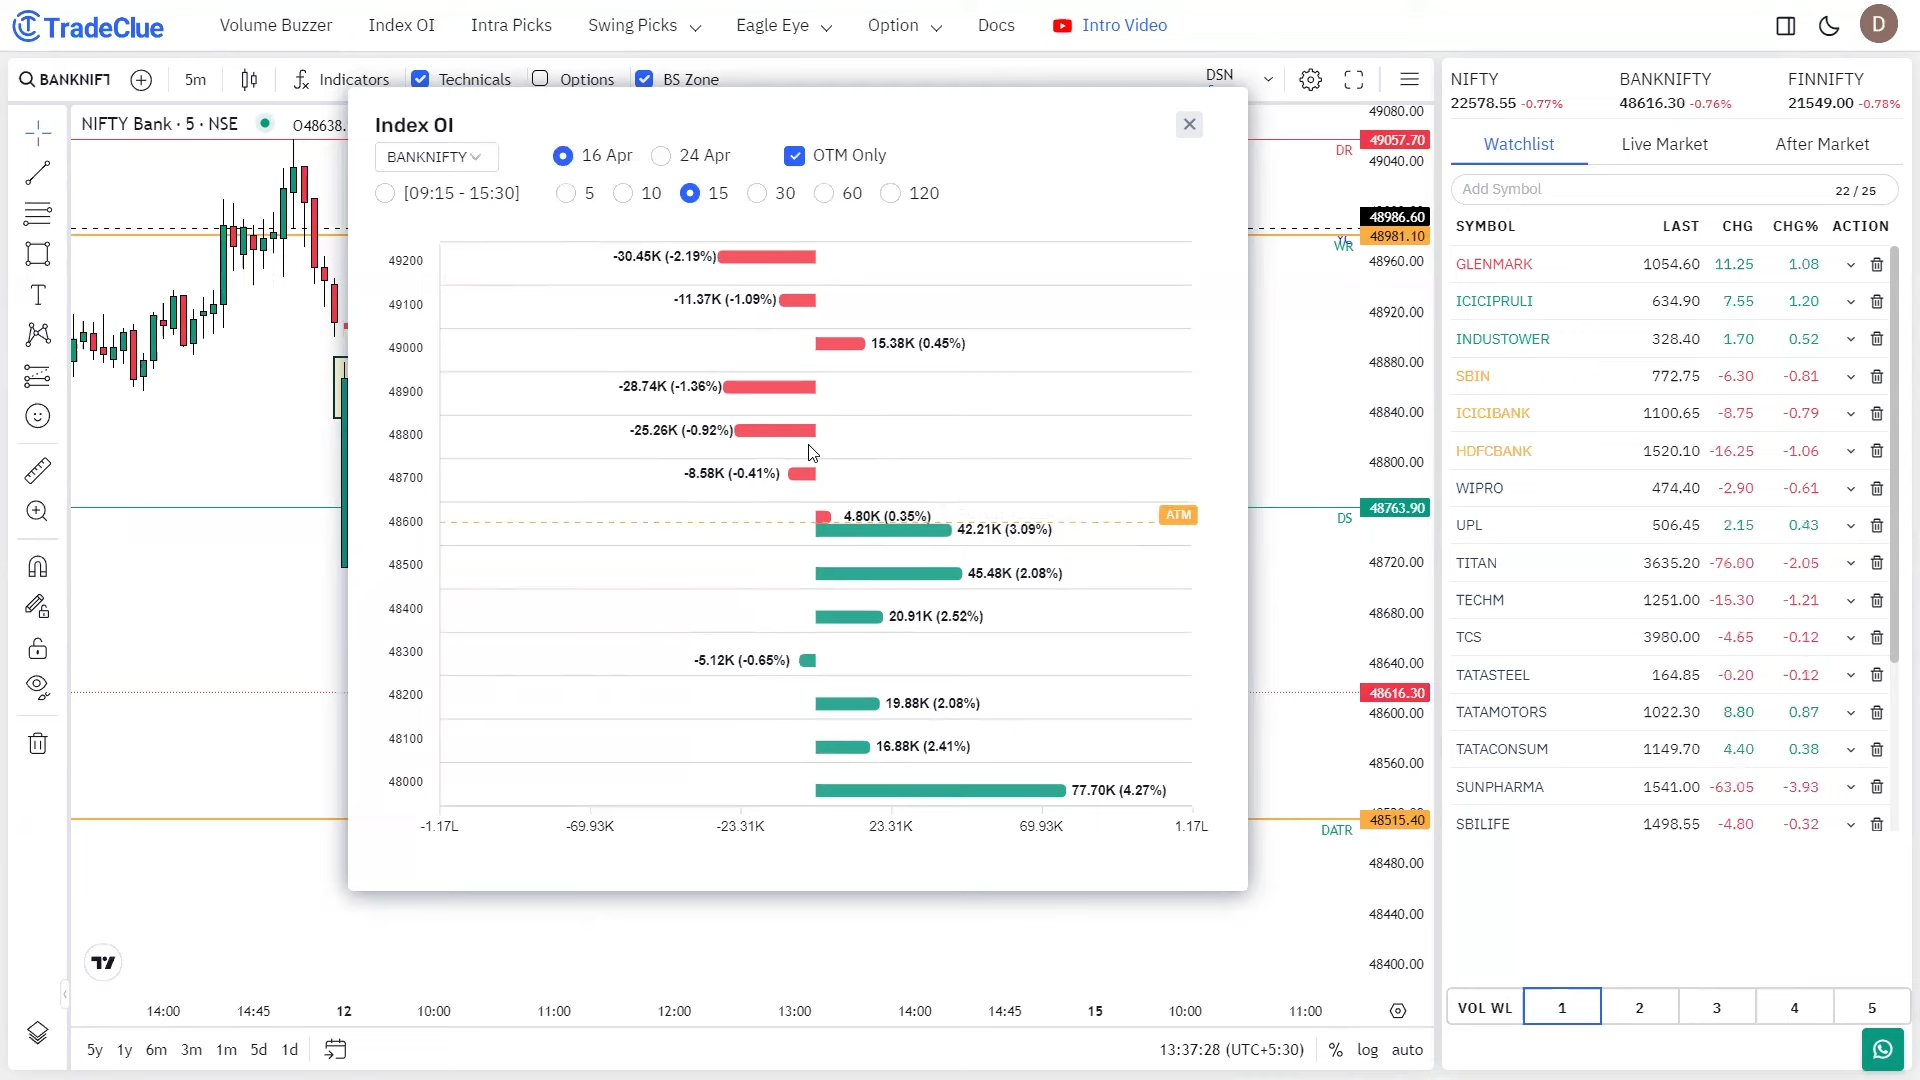 TradeClue Volume Buzzer Index OI Intra Picks Swing Picks Eagle Eye Option Docs Intro Video D
BANKNIFT 5m Indicators Technicals Options BS Zone DSN
NIFTY Bank · 5 · NSE O48638.
Index OI
BANKNIFTY 16 Apr 24 Apr OTM Only
[09:15 - 15:30] 5 10 15 30 60 120
49200 -30.45K (-2.19%)
49100 -11.37K (-1.09%)
49000 15.38K (0.45%)
48900 -28.74K (-1.36%)
48800 -25.26K (-0.92%)
48700 -8.58K (-0.41%)
4.80K (0.35%) ATM
48600 42.21K (3.09%)
48500 45.48K (2.08%)
48400 20.91K (2.52%)
48300 -5.12K (-0.65%)
48200 19.88K (2.08%)
48100 16.88K (2.41%)
48000 77.70K (4.27%)
-1.17L -69.93K -23.31K 23.31K 69.93K 1.17L
49080.00
49057.70
DR
49040.00
48986.60
48981.10
WR
48960.00
48920.00
48880.00
48840.00
48800.00
48763.90
DS
48720.00
48680.00
48640.00
48616.30
48600.00
48560.00
48515.40
DATR
48480.00
48440.00
48400.00
14:00 14:45 12 10:00 11:00 12:00 13:00 14:00 14:45 15 10:00 11:00
5y 1y 6m 3m 1m 5d 1d 13:37:28 (UTC+5:30) % log auto
NIFTY BANKNIFTY FINNIFTY
22578.55 -0.77% 48616.30 -0.76% 21549.00 -0.78%
Watchlist Live Market After Market
Add Symbol 22 / 25
SYMBOL LAST CHG CHG% ACTION
GLENMARK 1054.60 11.25 1.08
ICICIPRULI 634.90 7.55 1.20
INDUSTOWER 328.40 1.70 0.52
SBIN 772.75 -6.30 -0.81
ICICIBANK 1100.65 -8.75 -0.79
HDFCBANK 1520.10 -16.25 -1.06
WIPRO 474.40 -2.90 -0.61
UPL 506.45 2.15 0.43
TITAN 3635.20 -76.80 -2.05
TECHM 1251.00 -15.30 -1.21
TCS 3980.00 -4.65 -0.12
TATASTEEL 164.85 -0.20 -0.12
TATAMOTORS 1022.30 8.80 0.87
TATACONSUM 1149.70 4.40 0.38
SUNPHARMA 1541.00 -63.05 -3.93
SBILIFE 1498.55 -4.80 -0.32
VOL WL 1 2 3 4 5